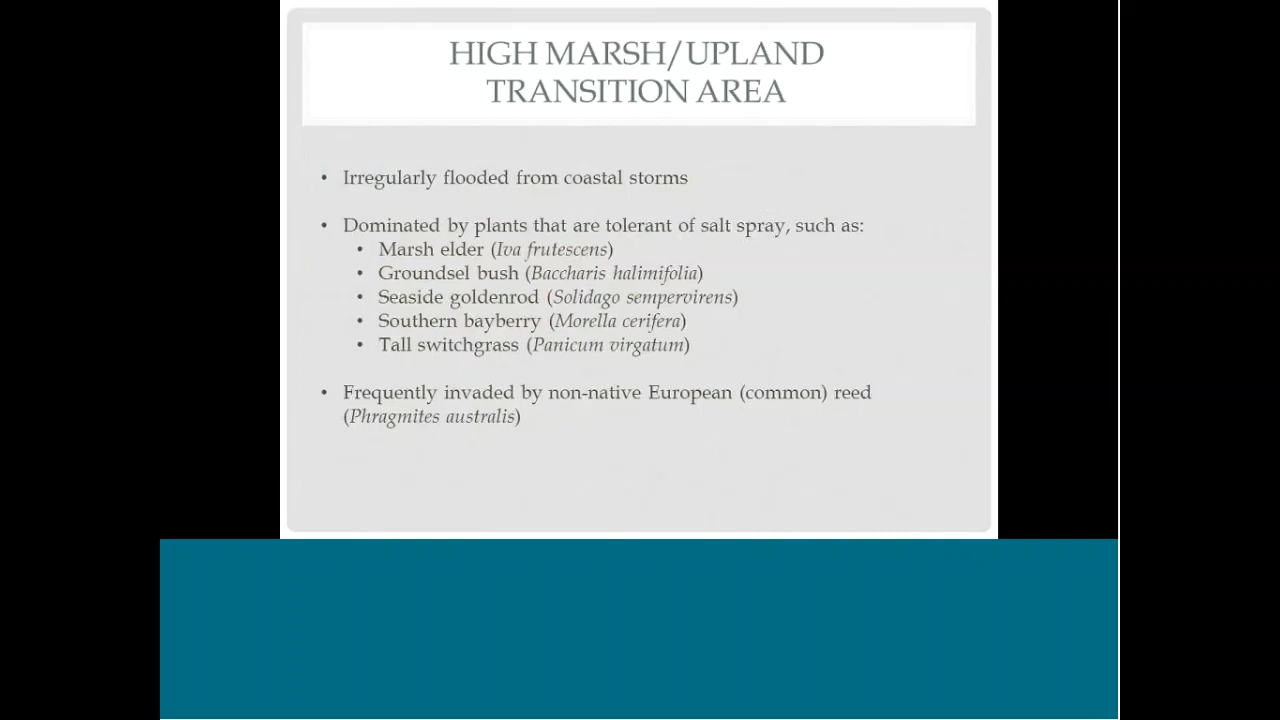 HIGH MARSH/UPLAND
TRANSITION AREA
• Irregularly flooded from coastal storms
• Dominated by plants that are tolerant of salt spray, such as:
• Marsh elder (Iva frutescens)
• Groundsel bush (Baccharis halimifolia)
• Seaside goldenrod (Solidago sempervirens)
• Southern bayberry (Morella cerifera)
• Tall switchgrass (Panicum virgatum)
• Frequently invaded by non-native European (common) reed
(Phragmites australis)